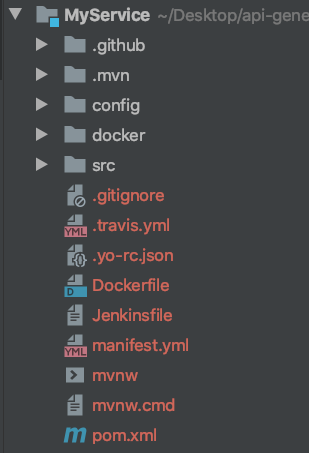 MyService ~/Desktop/api-gene
.github
.mvn
config
docker
src
.gitignore
YML .travis.yml
.yo-rc.json
D Dockerfile
Jenkinsfile
YML manifest.yml
mvnw
mvnw.cmd
m pom.xml